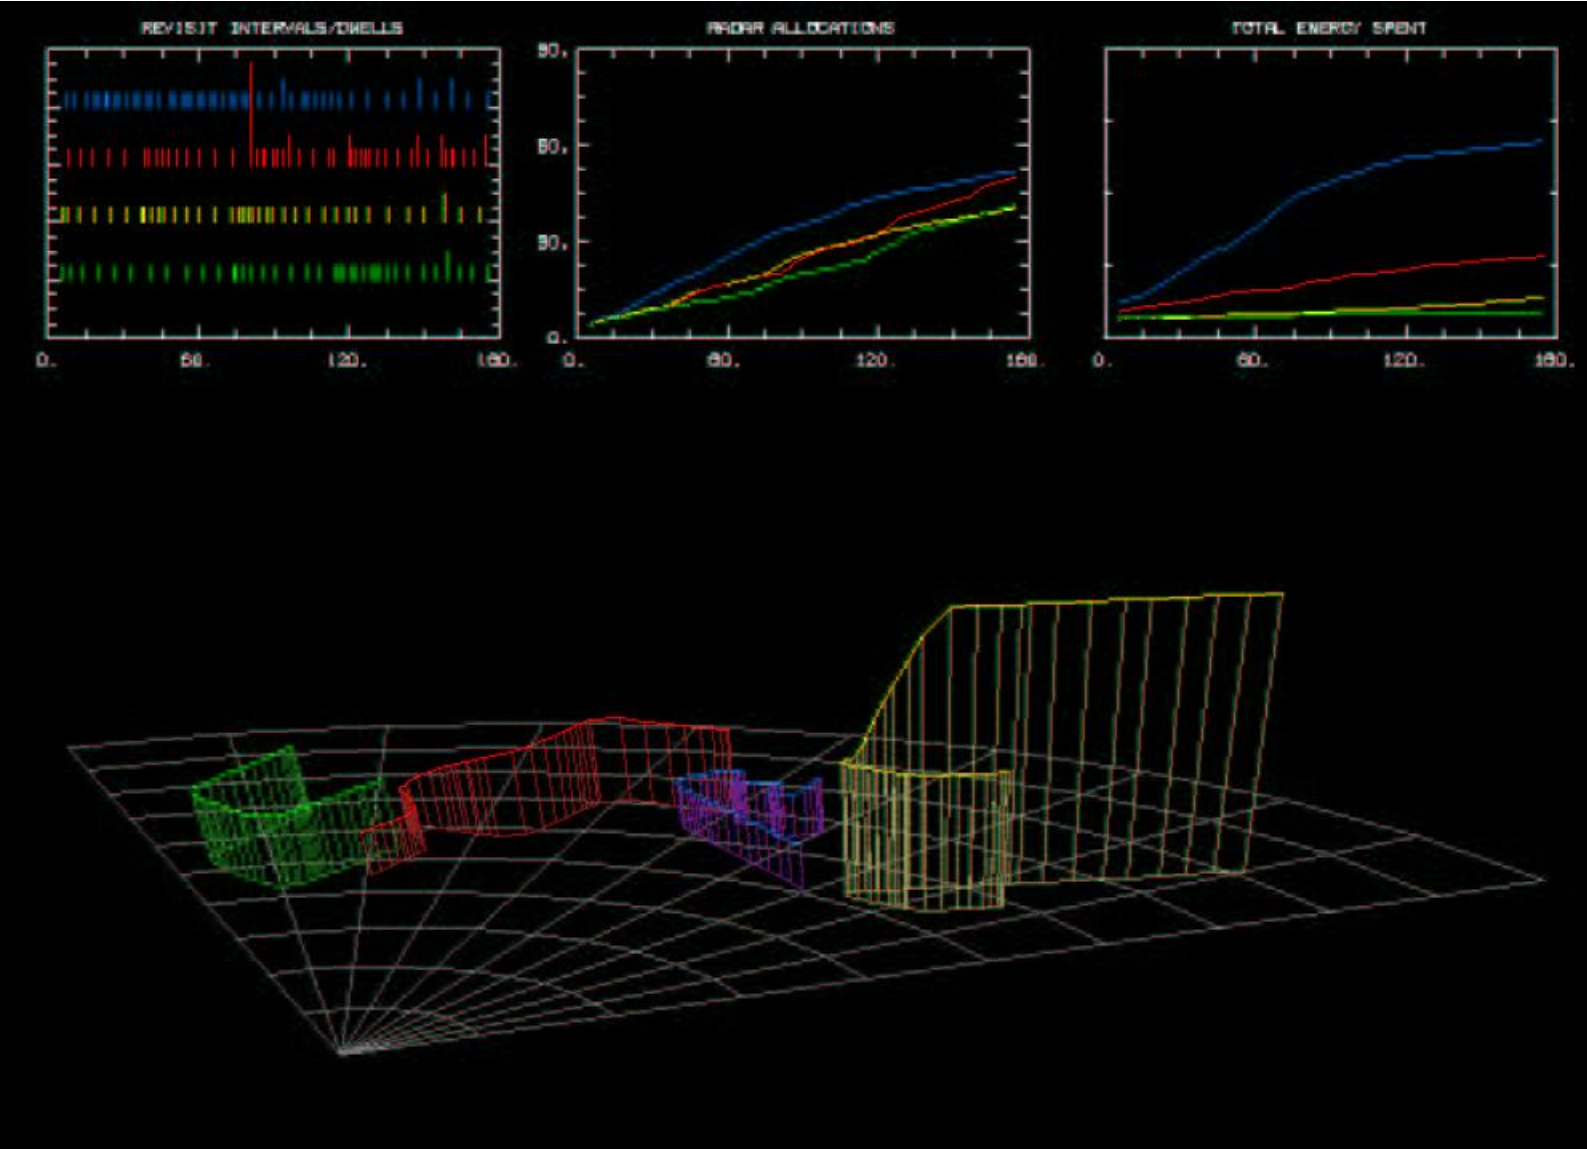 REVISIT INTERVALS/DWELLS
RADAR ALLOCATIONS
TOTAL ENERGY SPENT
90.
60.
30.
0.
0. 60. 120. 180.
0. 60. 120. 180.
0. 60. 120. 180.